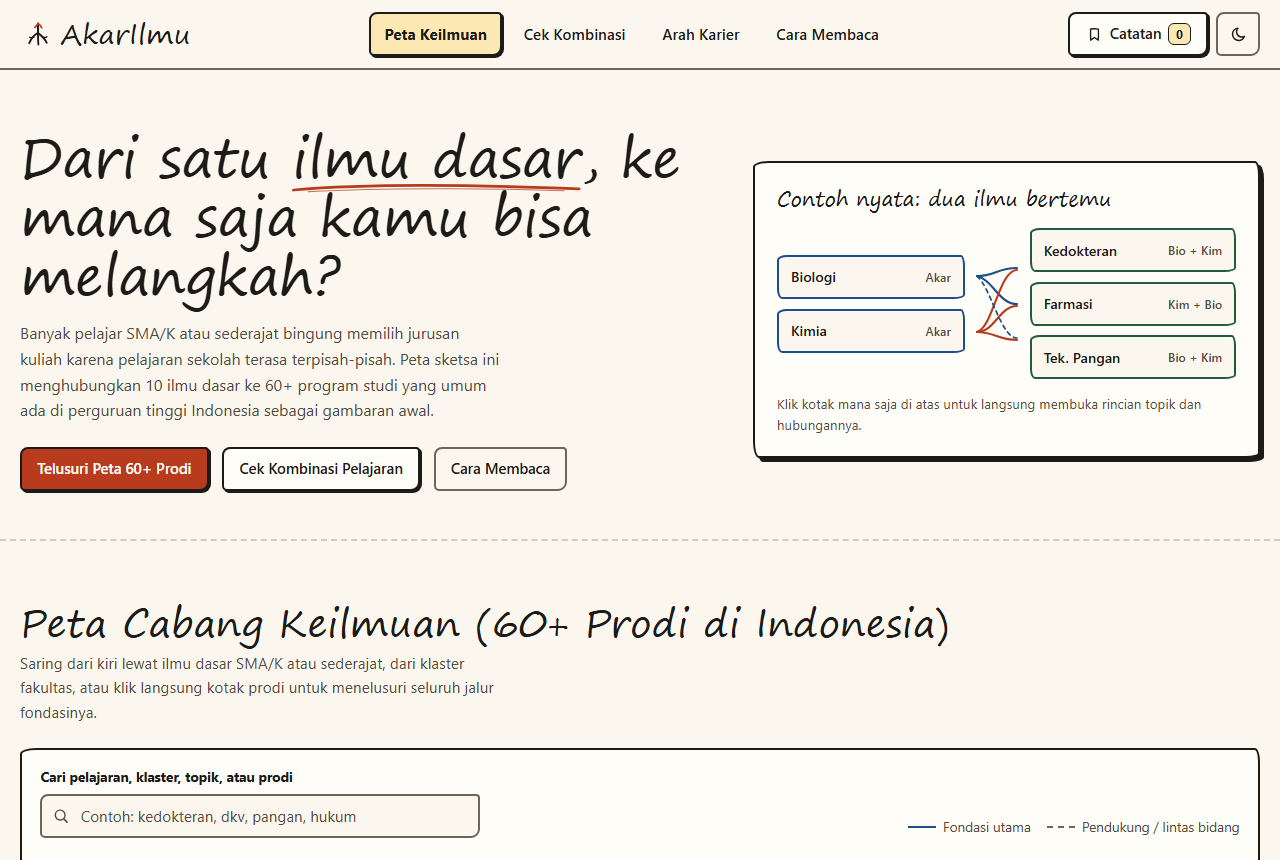 AkarIlmu
Peta Keilmuan
Cek Kombinasi
Arah Karier
Cara Membaca
Catatan 0
Dari satu ilmu dasar, ke
mana saja kamu bisa
melangkah?
Banyak pelajar SMA/K atau sederajat bingung memilih jurusan
kuliah karena pelajaran sekolah terasa terpisah-pisah. Peta sketsa ini
menghubungkan 10 ilmu dasar ke 60+ program studi yang umum
ada di perguruan tinggi Indonesia sebagai gambaran awal.
Telusuri Peta 60+ Prodi
Cek Kombinasi Pelajaran
Cara Membaca
Contoh nyata: dua ilmu bertemu
Biologi Akar
Kimia Akar
Kedokteran Bio + Kim
Farmasi Kim + Bio
Tek. Pangan Bio + Kim
Klik kotak mana saja di atas untuk langsung membuka rincian topik dan
hubungannya.
Peta Cabang Keilmuan (60+ Prodi di Indonesia)
Saring dari kiri lewat ilmu dasar SMA/K atau sederajat, dari klaster
fakultas, atau klik langsung kotak prodi untuk menelusuri seluruh jalur
fondasinya.
Cari pelajaran, klaster, topik, atau prodi
Contoh: kedokteran, dkv, pangan, hukum
Fondasi utama
Pendukung / lintas bidang